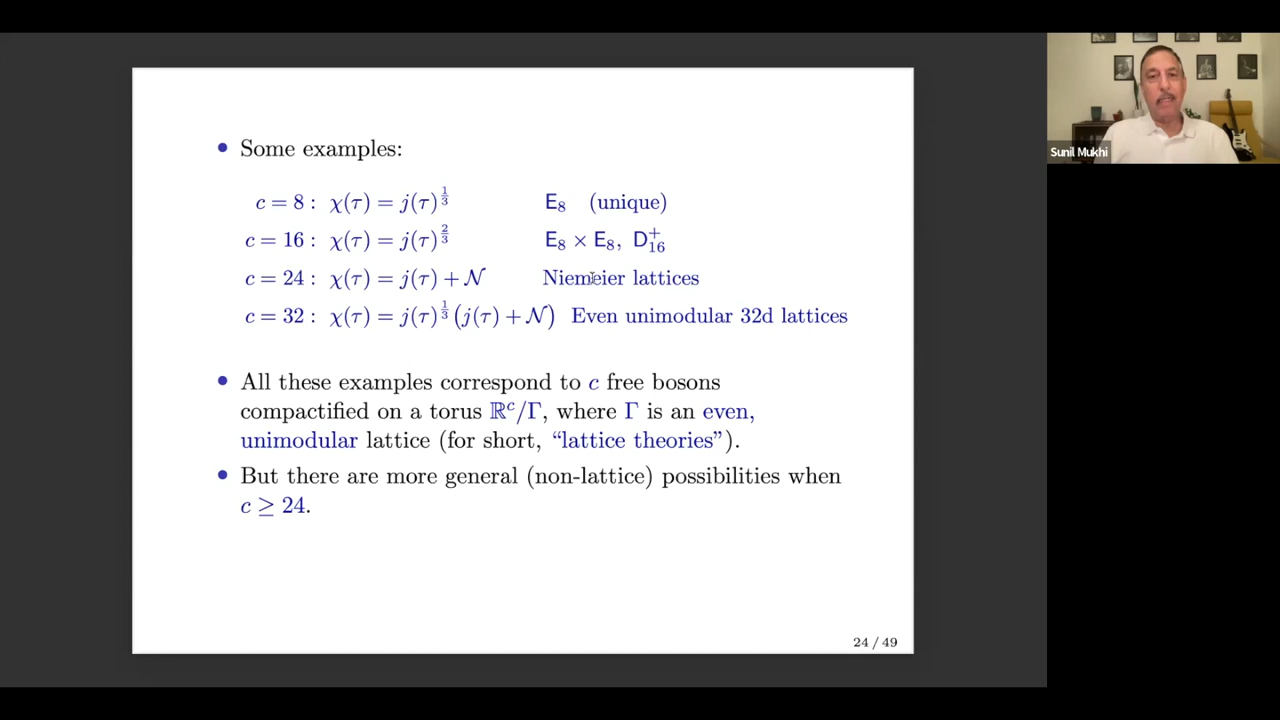 • Some examples:
c = 8 : χ(τ) = j(τ)^{1/3} E₈ (unique)
c = 16 : χ(τ) = j(τ)^{2/3} E₈ × E₈, D₁₆⁺
c = 24 : χ(τ) = j(τ) + 𝒩 Niemeier lattices
c = 32 : χ(τ) = j(τ)^{1/3} (j(τ) + 𝒩) Even unimodular 32d lattices
• All these examples correspond to c free bosons
compactified on a torus ℝᶜ/Γ, where Γ is an even,
unimodular lattice (for short, “lattice theories”).
• But there are more general (non-lattice) possibilities when
c ≥ 24.
24 / 49
Sunil Mukhi